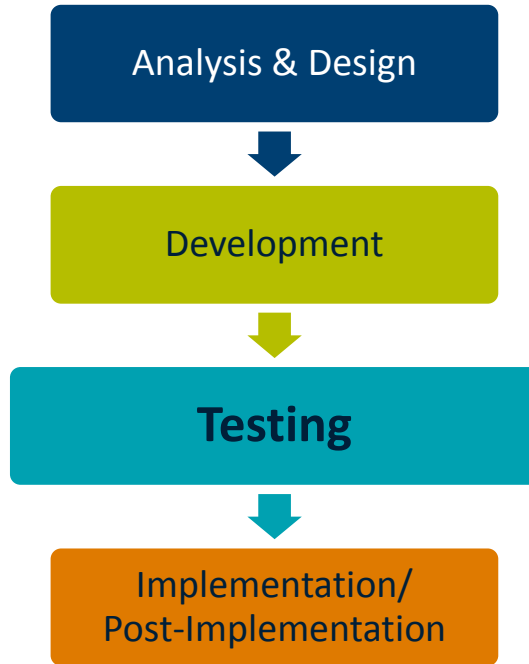 Analysis & Design
Development
Testing
Implementation/
Post-Implementation